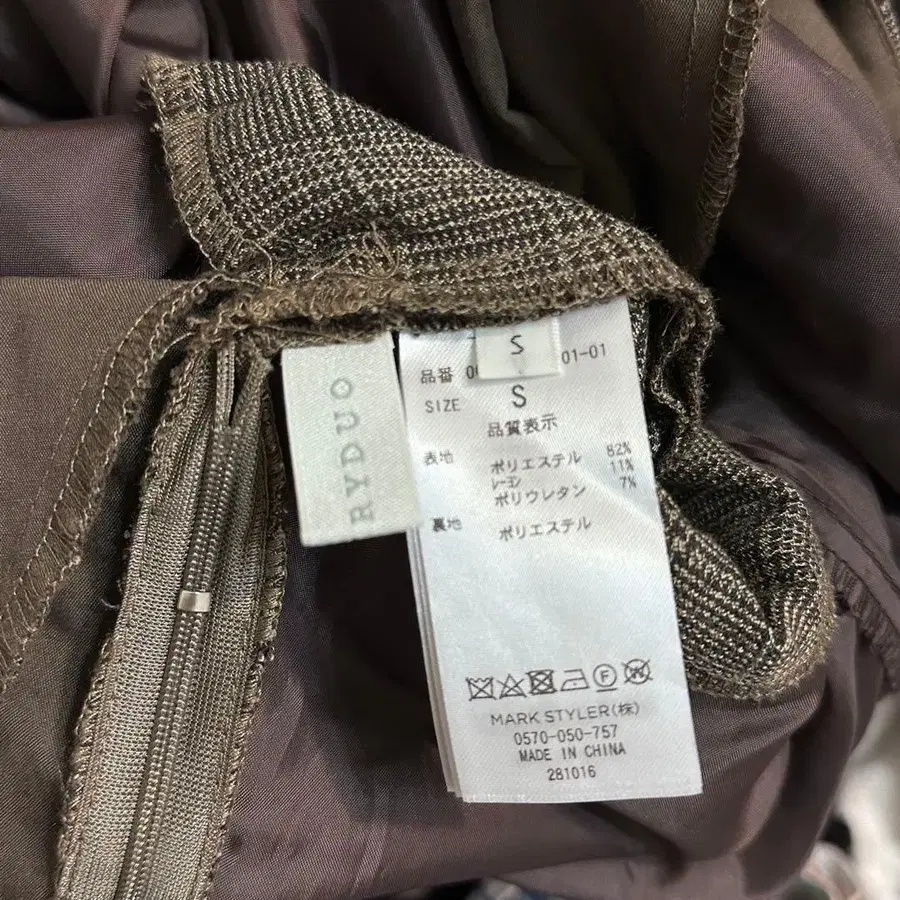 RYDUO
S
品番 0 01-01
SIZE S
品質表示
表地 ポリエステル 82%
レーヨン 11%
ポリウレタン 7%
裏地 ポリエステル
F
W
MARK STYLER(株)
0570-050-757
MADE IN CHINA
281016